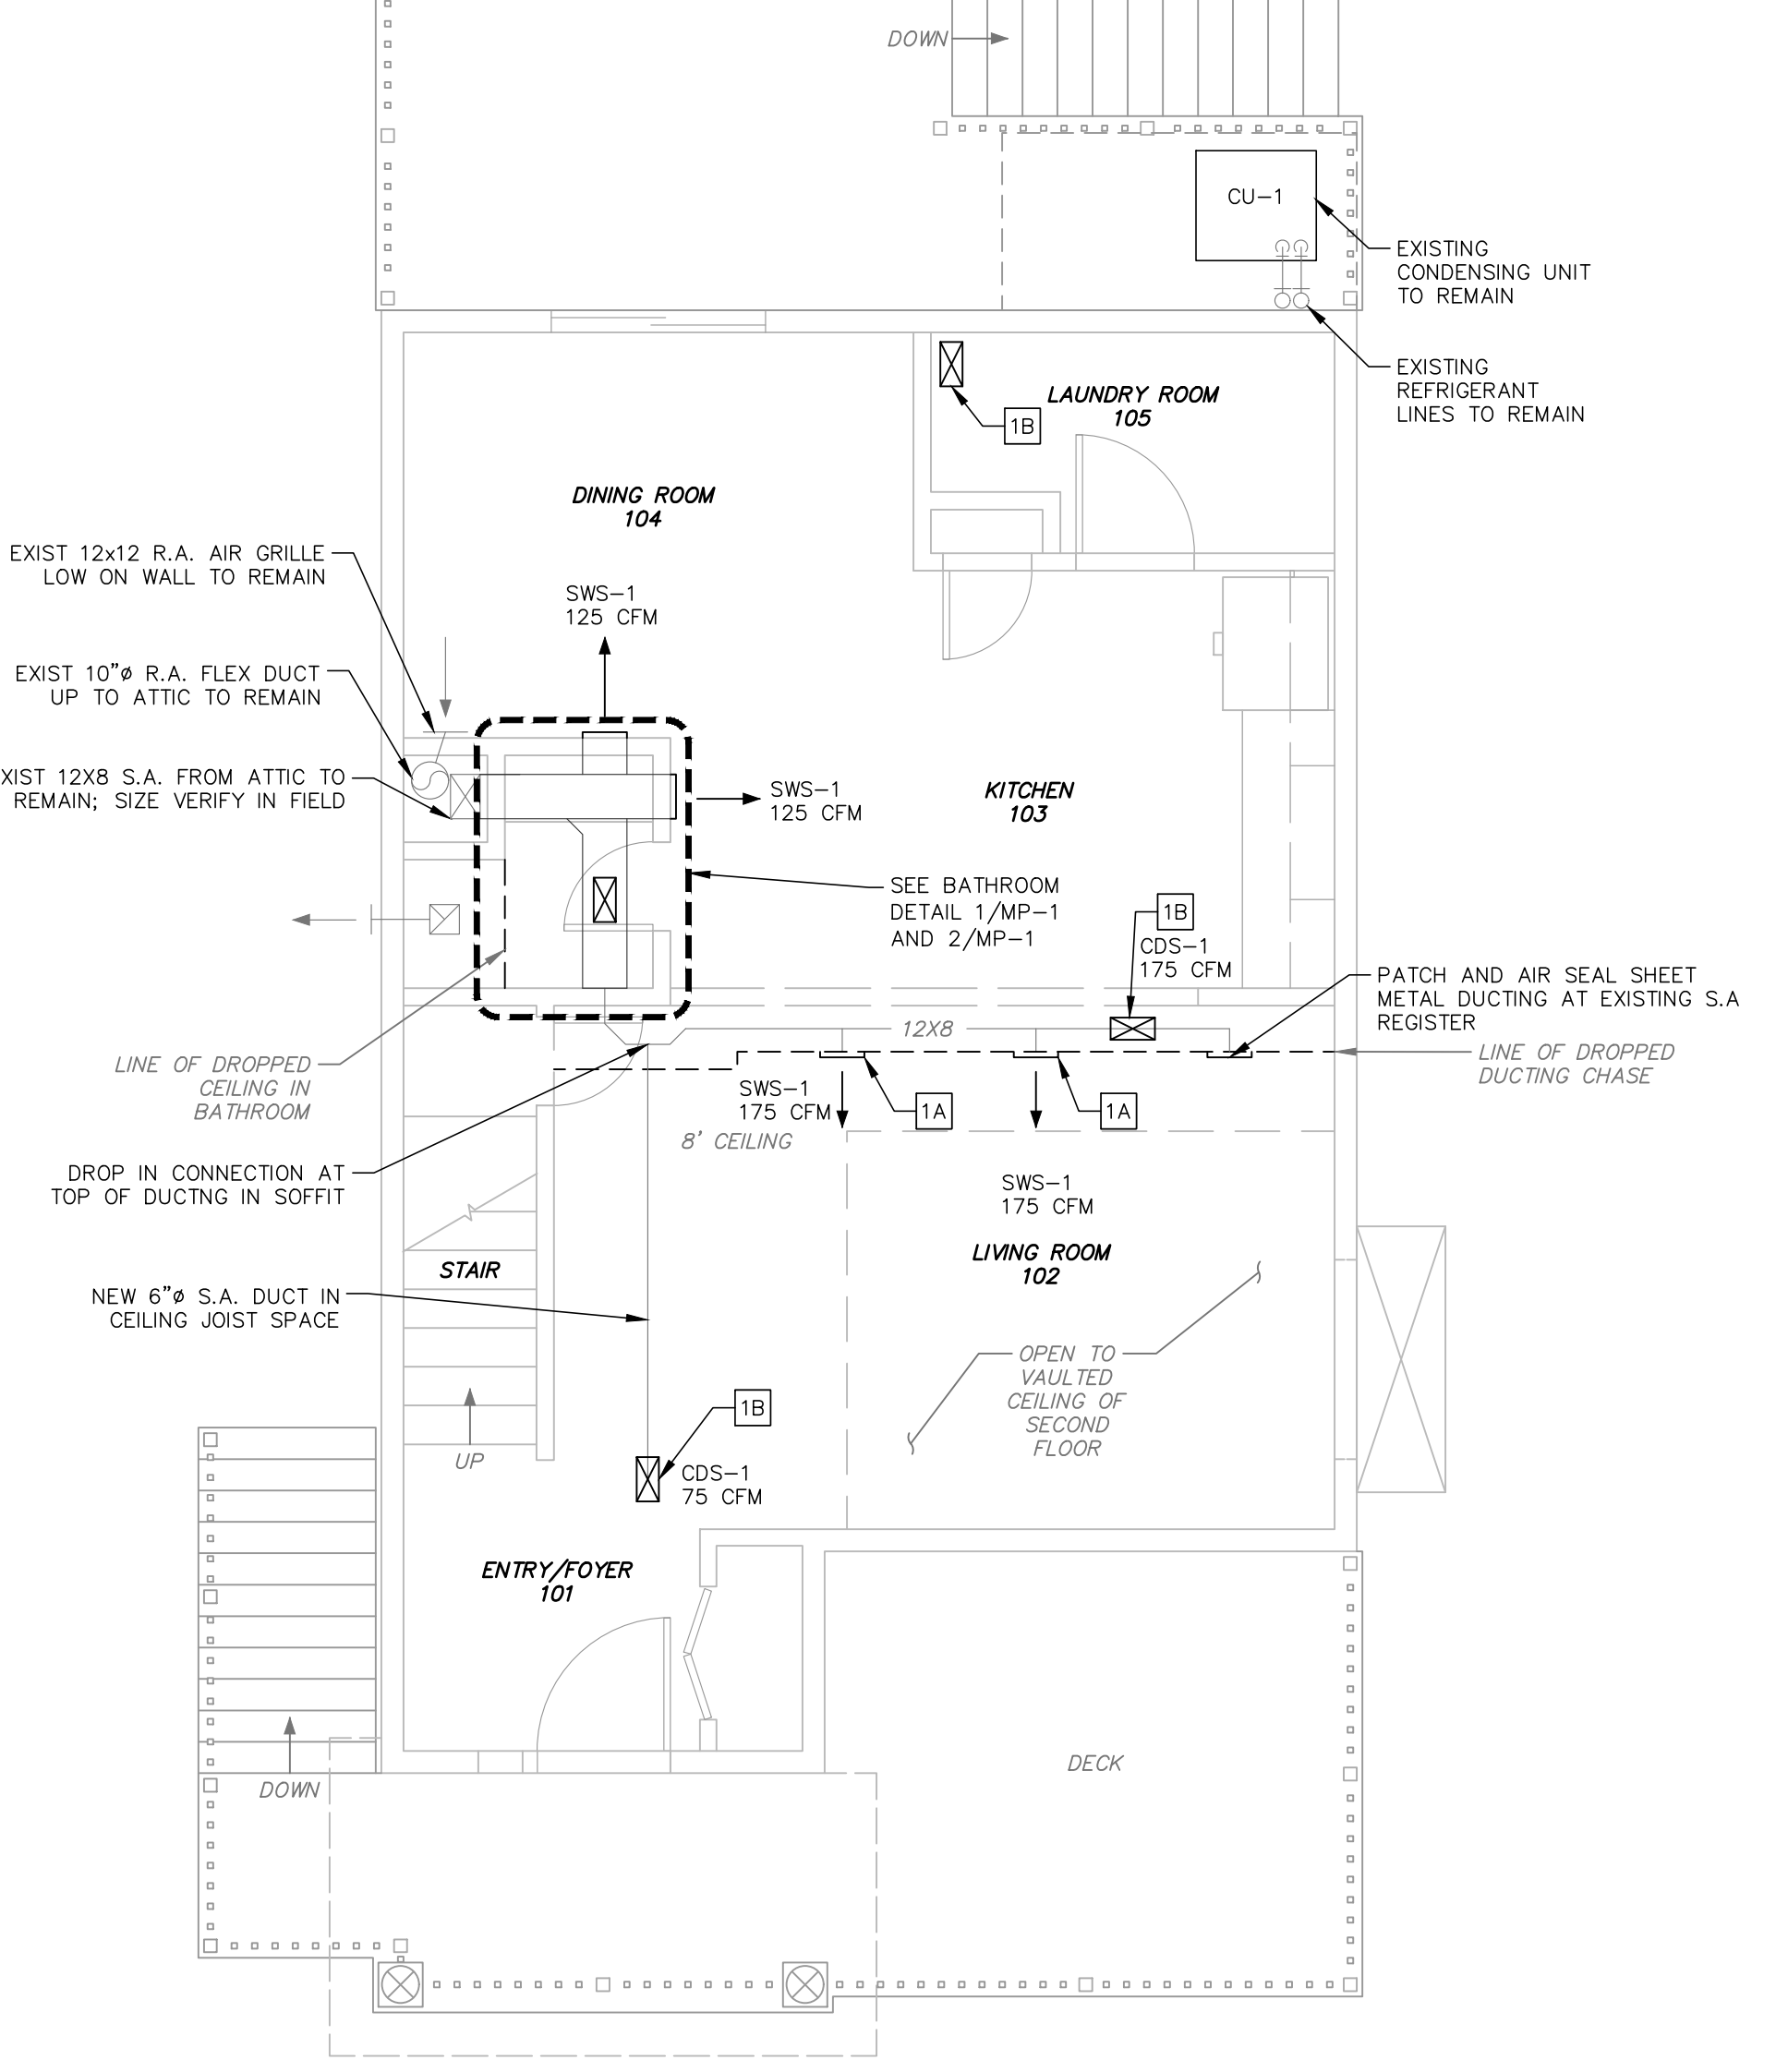 DOWN
CU-1
EXISTING
CONDENSING UNIT
TO REMAIN
EXISTING
REFRIGERANT
LINES TO REMAIN
LAUNDRY ROOM
105
1B
DINING ROOM
104
EXIST 12x12 R.A. AIR GRILLE
LOW ON WALL TO REMAIN
SWS-1
125 CFM
EXIST 10"ø R.A. FLEX DUCT
UP TO ATTIC TO REMAIN
XIST 12X8 S.A. FROM ATTIC TO
REMAIN; SIZE VERIFY IN FIELD
SWS-1
125 CFM
KITCHEN
103
SEE BATHROOM
DETAIL 1/MP-1
AND 2/MP-1
1B
CDS-1
175 CFM
PATCH AND AIR SEAL SHEET
METAL DUCTING AT EXISTING S.A
REGISTER
12X8
LINE OF DROPPED
CEILING IN
BATHROOM
LINE OF DROPPED
DUCTING CHASE
SWS-1
175 CFM
1A
1A
8' CEILING
DROP IN CONNECTION AT
TOP OF DUCTNG IN SOFFIT
SWS-1
175 CFM
LIVING ROOM
102
STAIR
NEW 6"ø S.A. DUCT IN
CEILING JOIST SPACE
OPEN TO
VAULTED
CEILING OF
SECOND
FLOOR
1B
UP
CDS-1
75 CFM
ENTRY/FOYER
101
DECK
DOWN